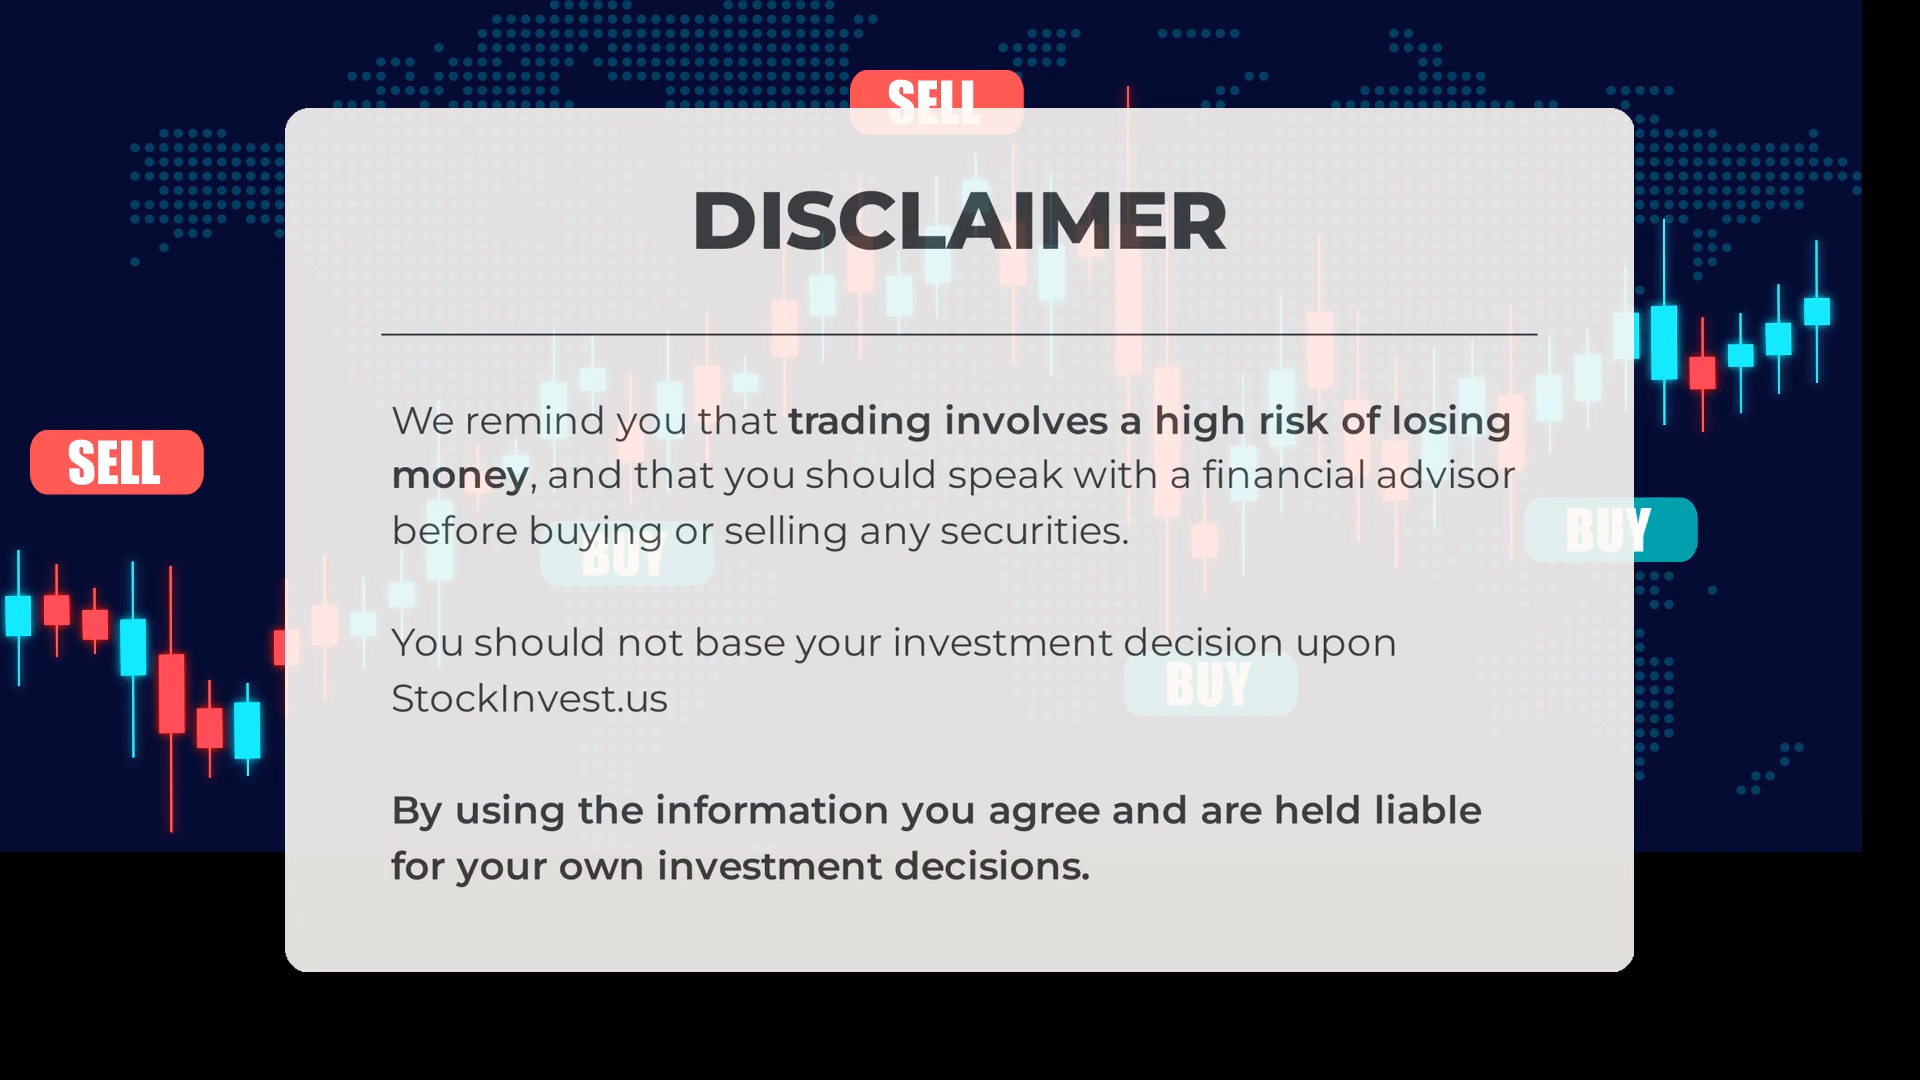 SELL
DISCLAIMER
We remind you that trading involves a high risk of losing
money, and that you should speak with a financial advisor
before buying or selling any securities.
SELL
BUY
BUY
You should not base your investment decision upon
StockInvest.us
BUY
By using the information you agree and are held liable
for your own investment decisions.